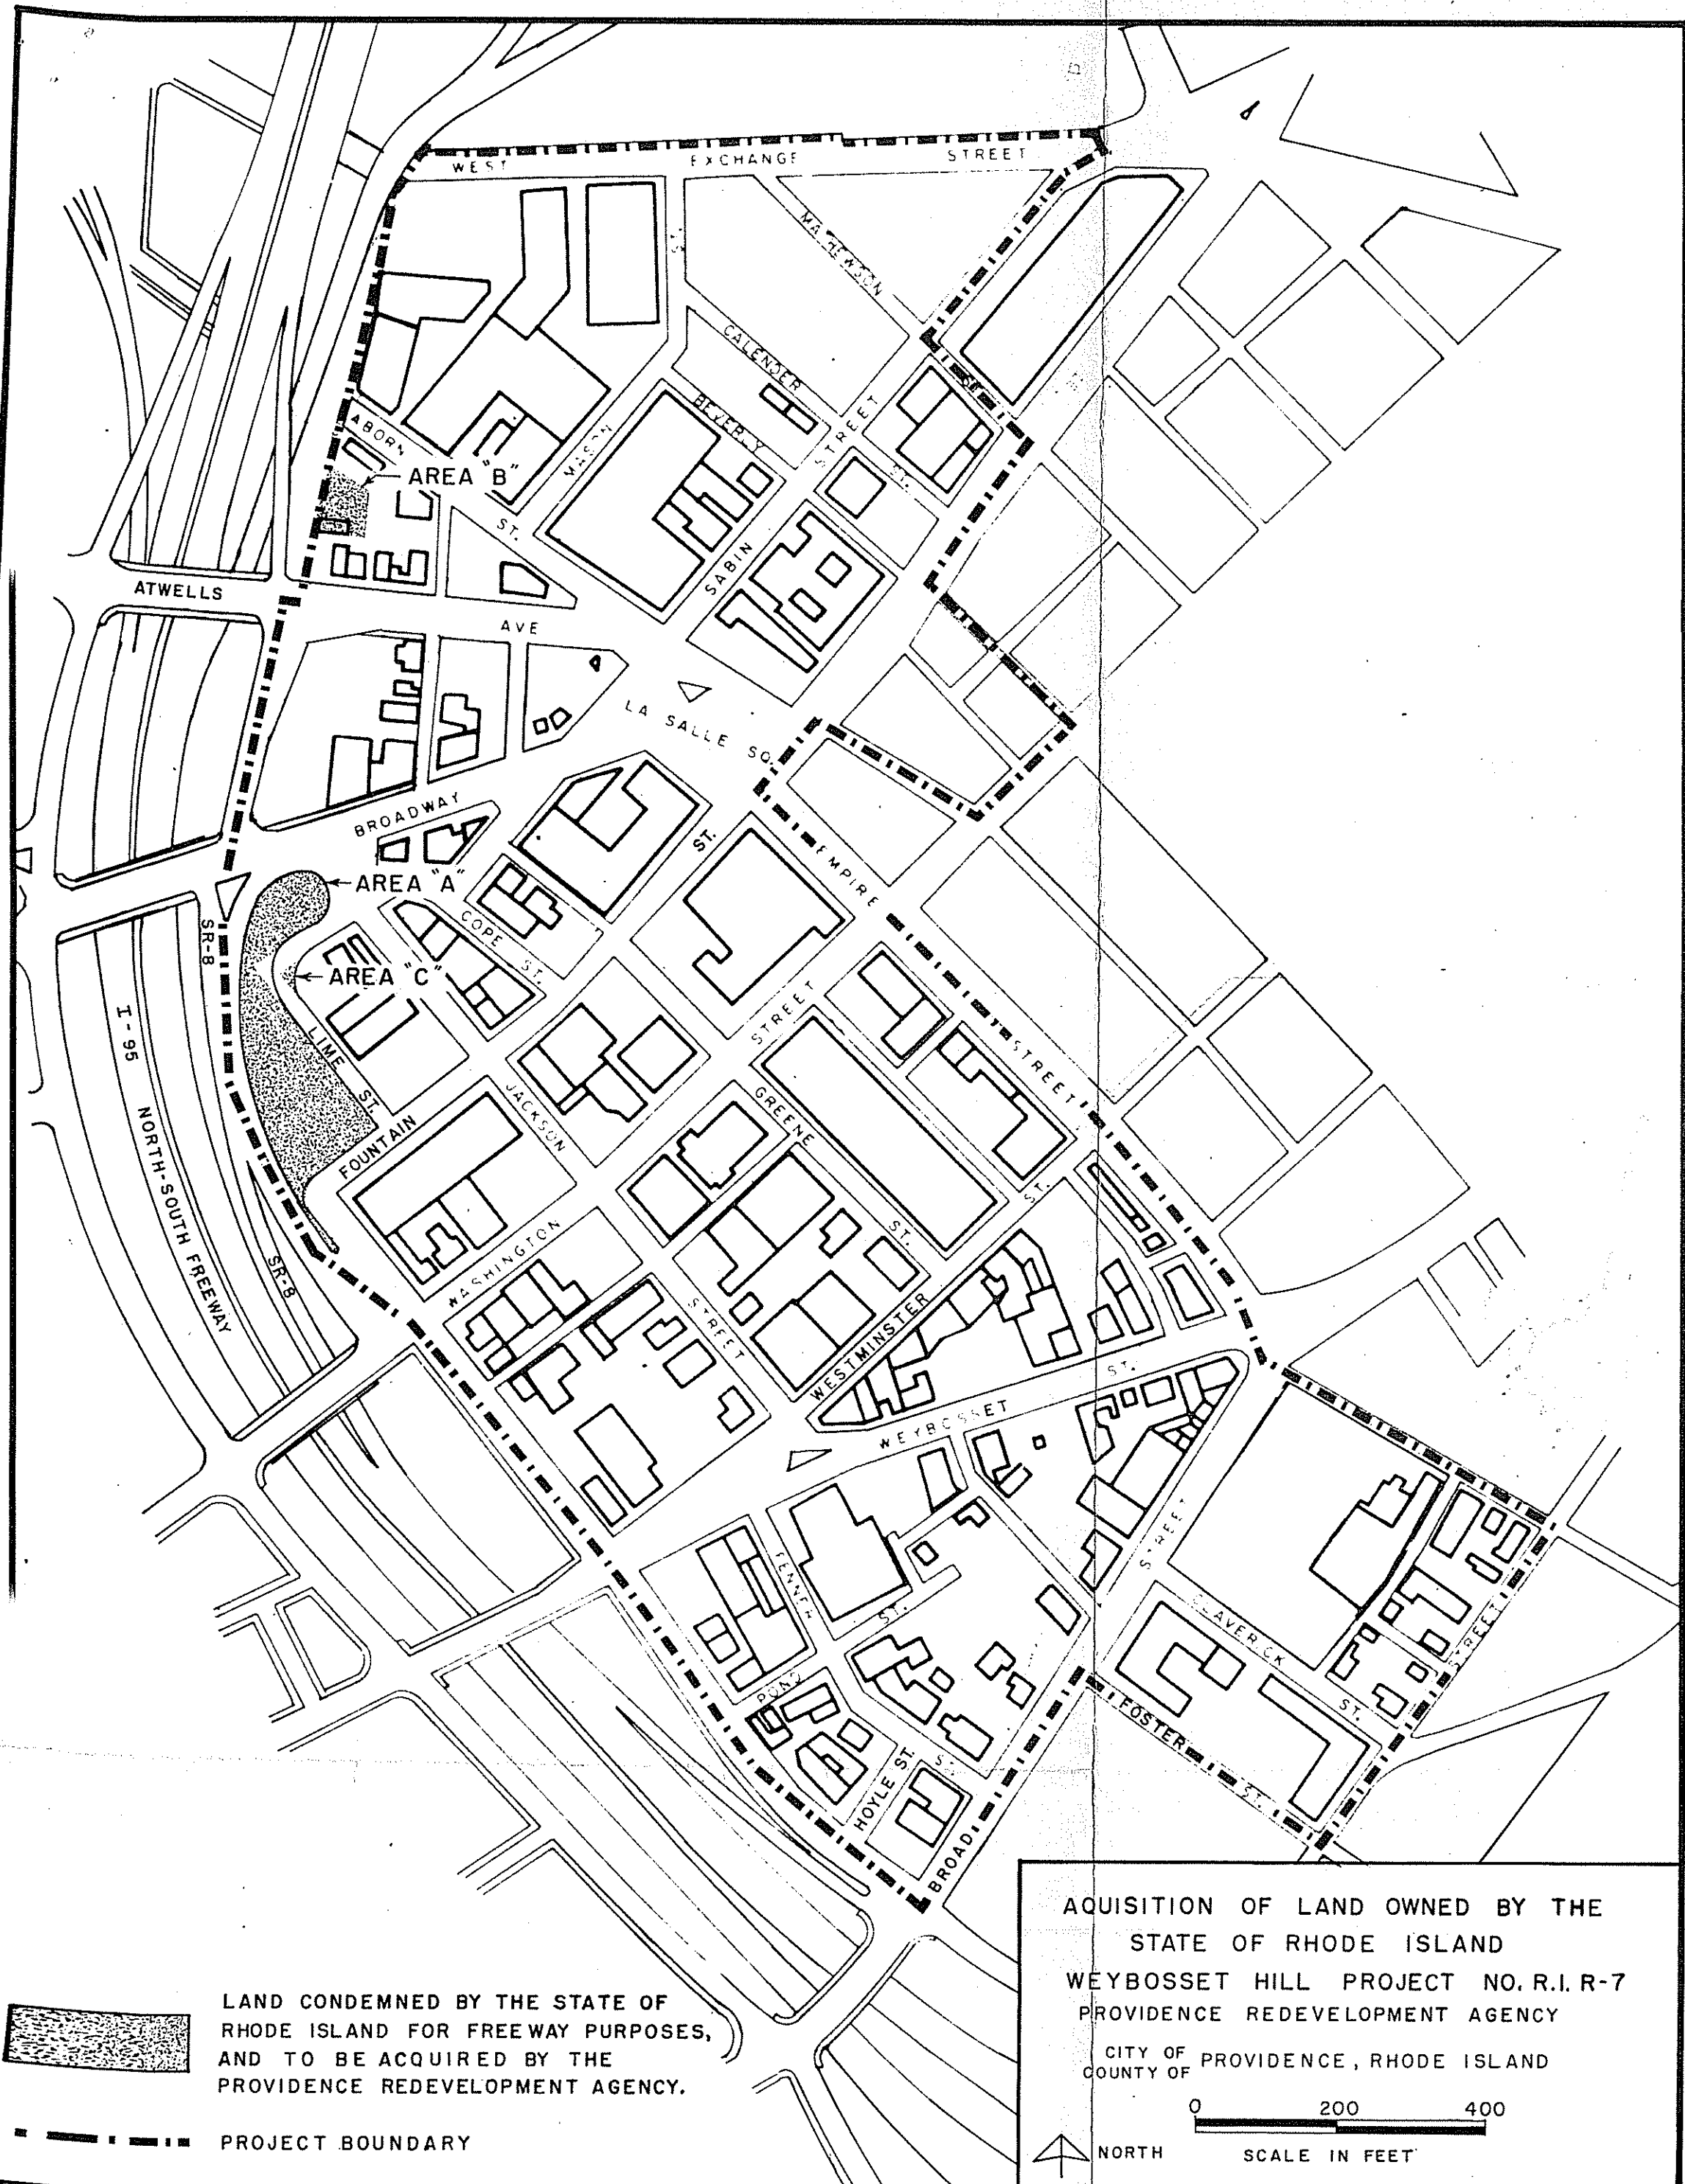 WEST EXCHANGE STREET
MATHEWSON
ST.
CALENDER
BEVERLY
STREET
ST.
ABORN
MASON
AREA "B"
ST.
SABIN
ATWELLS
AVE
LA SALLE SQ.
BROADWAY
ST.
EMPIRE
AREA "A"
COPE
ST.
SR-8
AREA "C"
STREET
I-95
LIME
ST.
STREET
JACKSON
GREENE
NORTH-SOUTH FREEWAY
FOUNTAIN
ST.
ST.
WASHINGTON
SR-8
STREET
WESTMINSTER
ST.
WEYBOSSET
STREET
FENNER
ST.
CLAVERICK
STREET
POND
ST.
FOSTER
HOYLE ST.
ST.
ST.
BROAD
LAND CONDEMNED BY THE STATE OF
RHODE ISLAND FOR FREEWAY PURPOSES,
AND TO BE ACQUIRED BY THE
PROVIDENCE REDEVELOPMENT AGENCY.
PROJECT BOUNDARY
AQUISITION OF LAND OWNED BY THE
STATE OF RHODE ISLAND
WEYBOSSET HILL PROJECT NO. R.I. R-7
PROVIDENCE REDEVELOPMENT AGENCY
CITY OF
COUNTY OF PROVIDENCE, RHODE ISLAND
0 200 400
NORTH
SCALE IN FEET